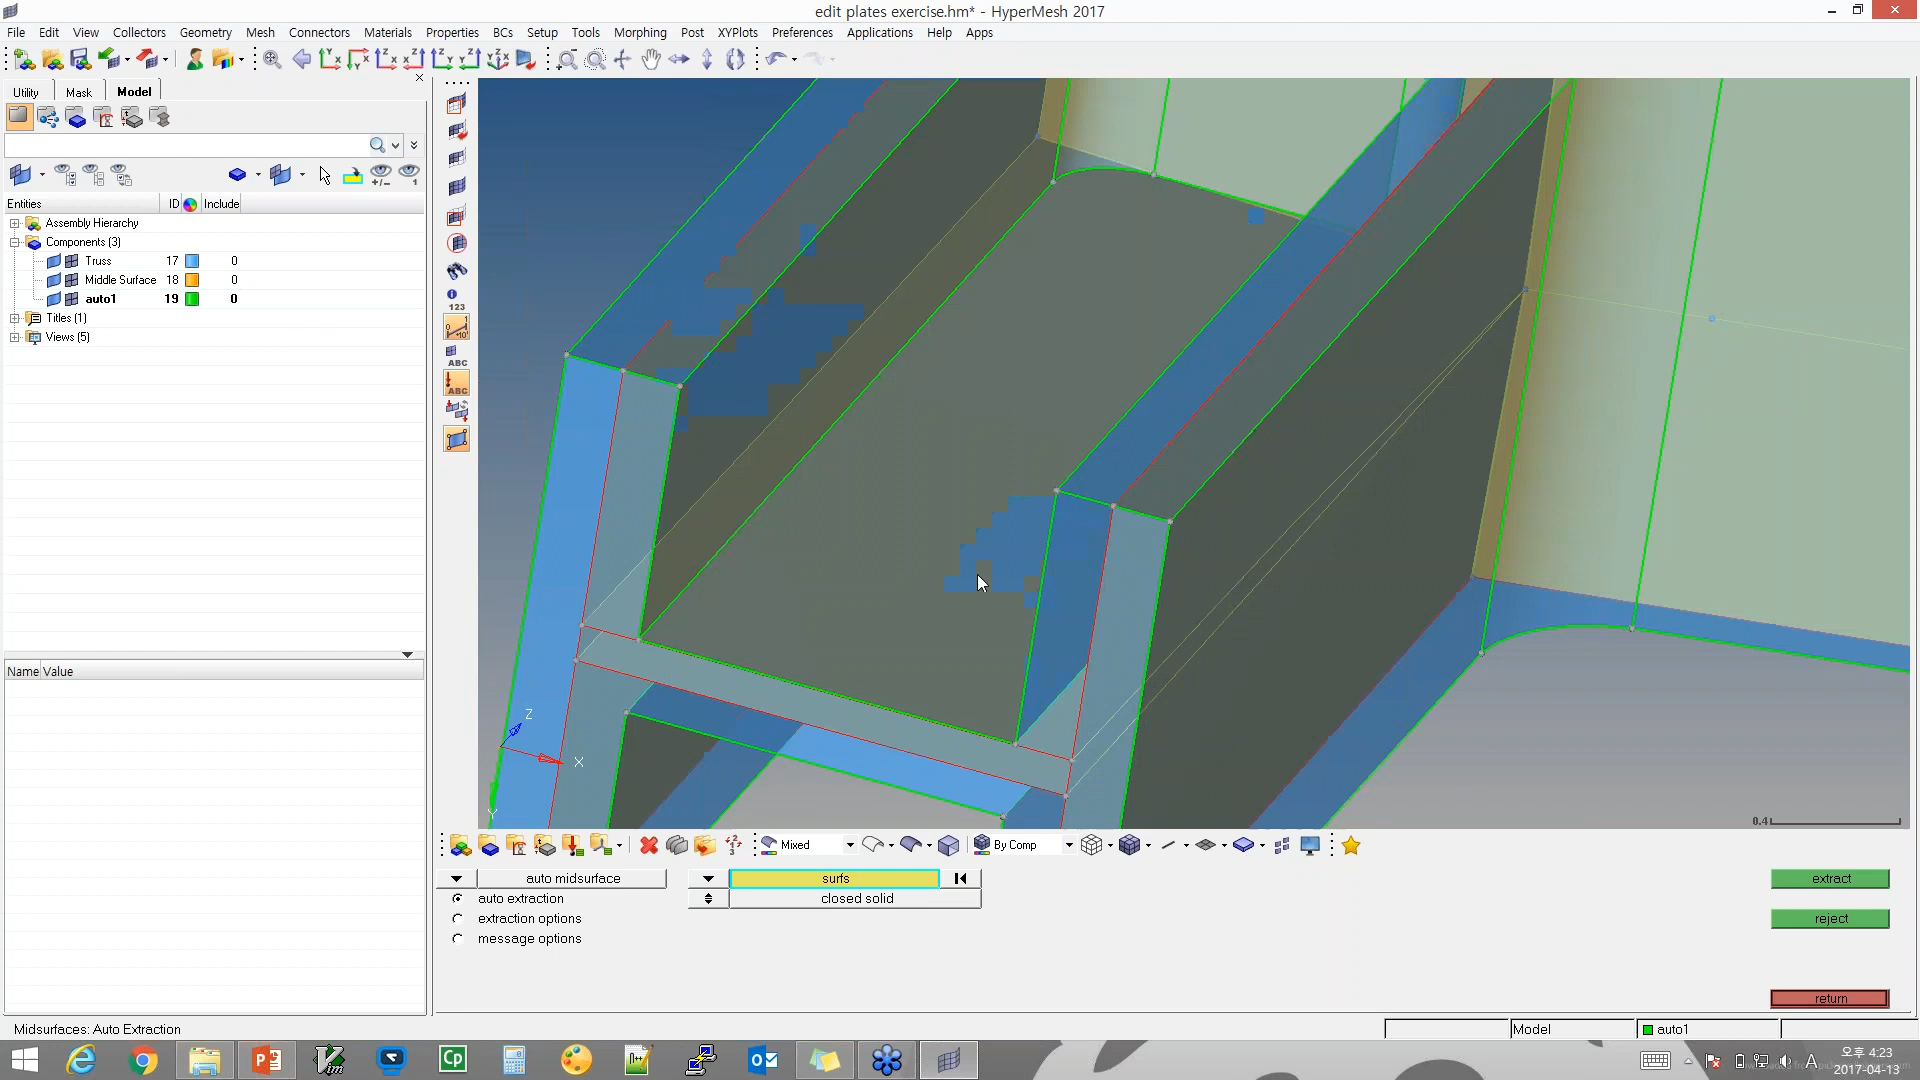 edit plates exercise.hm* - HyperMesh 2017
File Edit View Collectors Geometry Mesh Connectors Materials Properties BCs Setup Tools Morphing Post XYPlots Preferences Applications Help Apps
Utility Mask Model
Entities ID Include
Assembly Hierarchy
Components (3)
Truss 17 0
Middle Surface 18 0
auto1 19 0
Titles (1)
Views (5)
Name Value
123
ABC
ABC
Z
X
Y
0.4
Mixed
By Comp
auto midsurface
surfs
extract
auto extraction
closed solid
extraction options
reject
message options
return
Midsurfaces: Auto Extraction
Model
auto1
오후 4:23
2017-04-13